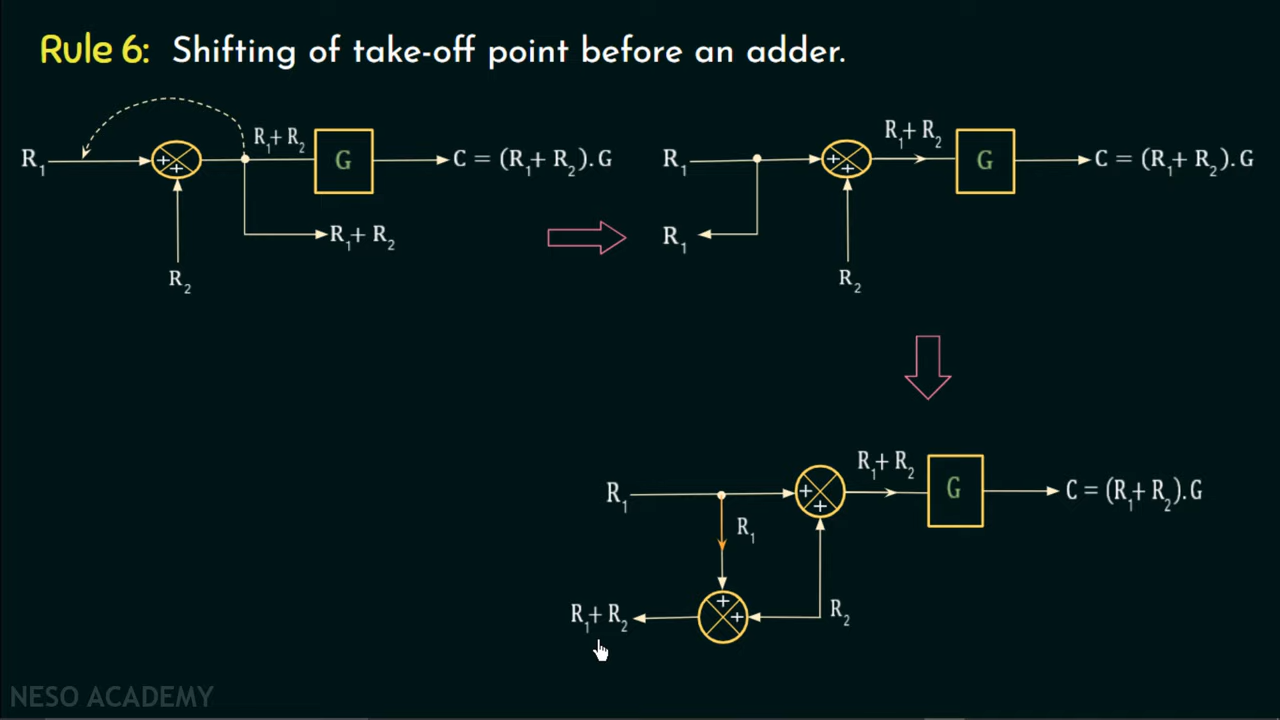 Rule 6: Shifting of take-off point before an adder.
R₁ + + R₁+ R₂ G C = (R₁+ R₂).G
R₁+ R₂
R₂
R₁ + + R₁+ R₂ G C = (R₁+ R₂).G
R₁
R₂
R₁ + + R₁+ R₂ G C = (R₁+ R₂).G
R₁
R₁+ R₂ + + R₂
NESO ACADEMY